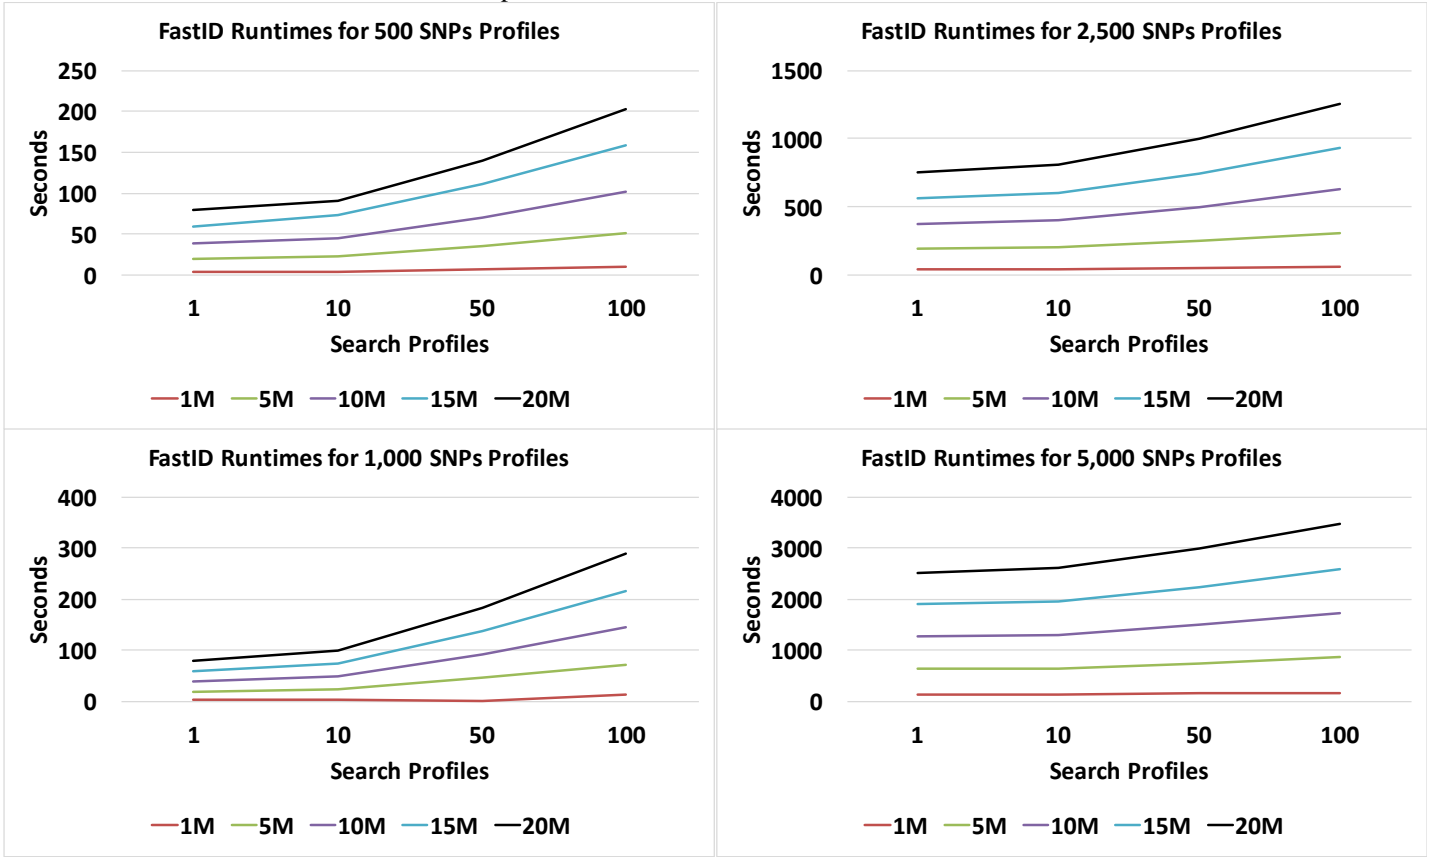 FastID Runtimes for 500 SNPs Profiles
250
200
150
100
50
0
Seconds
1 10 50 100
Search Profiles
1M 5M 10M 15M 20M
FastID Runtimes for 2,500 SNPs Profiles
1500
1000
500
0
Seconds
1 10 50 100
Search Profiles
1M 5M 10M 15M 20M
FastID Runtimes for 1,000 SNPs Profiles
400
300
200
100
0
Seconds
1 10 50 100
Search Profiles
1M 5M 10M 15M 20M
FastID Runtimes for 5,000 SNPs Profiles
4000
3000
2000
1000
0
Seconds
1 10 50 100
Search Profiles
1M 5M 10M 15M 20M